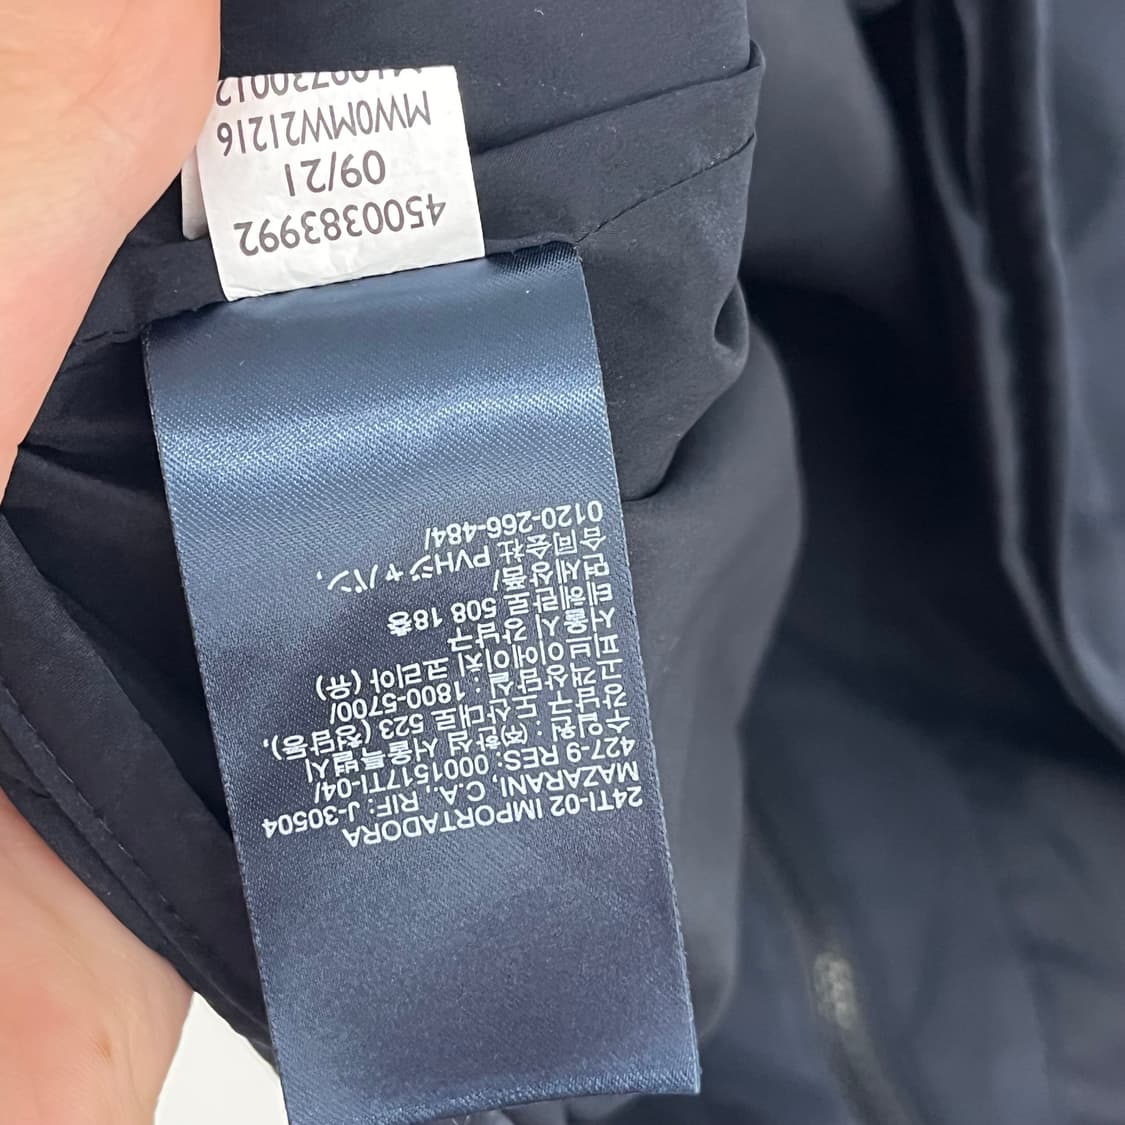 24TI-02 IMPORTADORA
MAZARANI, C.A., RIF: J-30504
427-9 RES: 0001517TI-04/
수입원 : ㈜한섬 서울특별시
강남구 도산대로 523 (청담동),
고객상담실 : 1800-5700/
피브이에이치 코리아 (유)
서울시 강남구
테헤란로 508 18층
면세상품/
合同会社 PVHジャパン,
0120-266-484/
4500383992
09/21
MW0MW21216